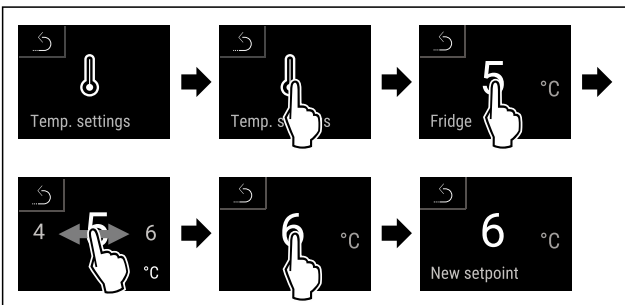 Temp. settings
Temp. s s
5 °C
Fridge
4 5 6
°C
6 °C
6 °C
New setpoint